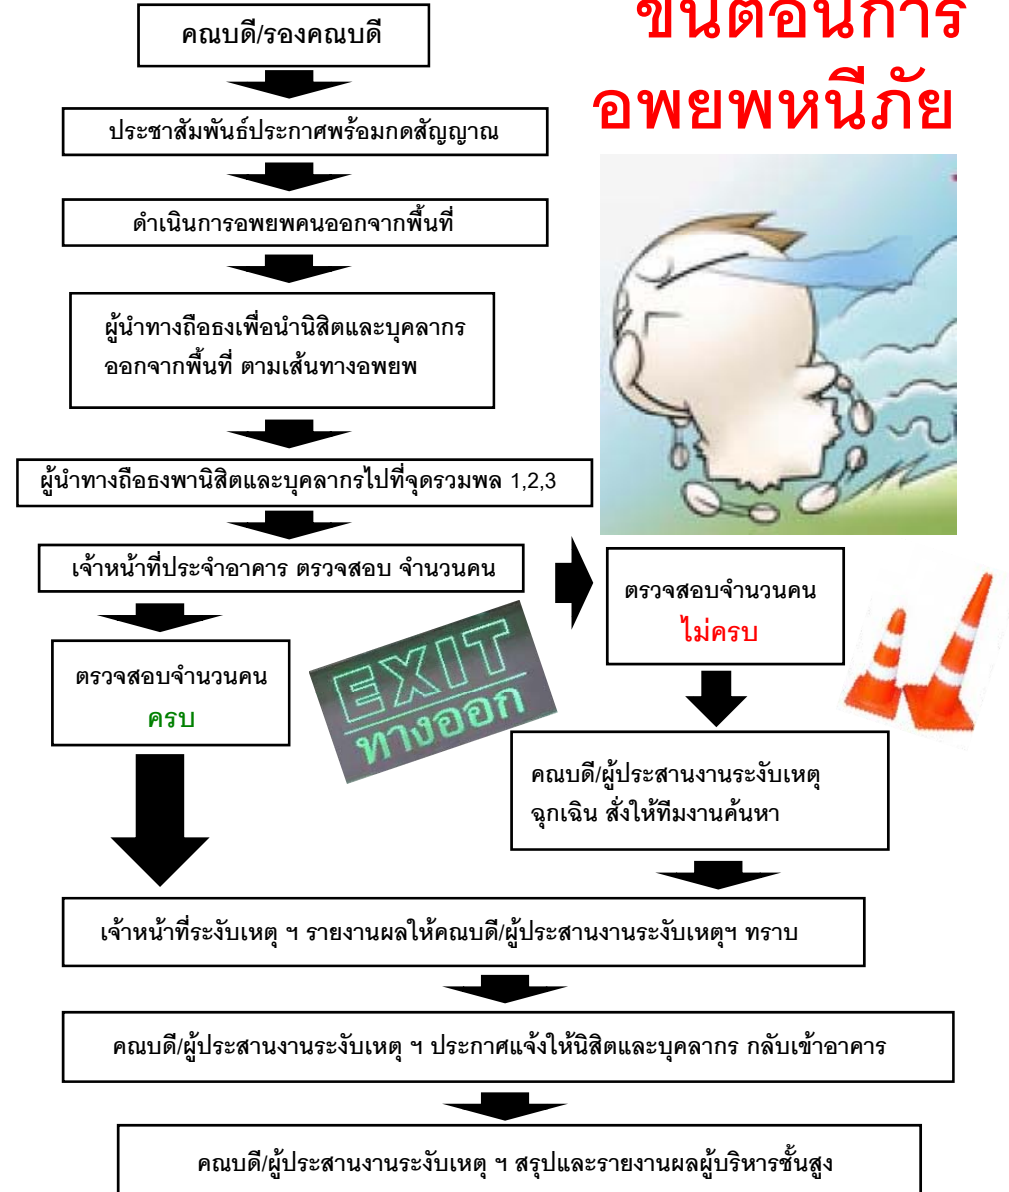 ขั้นตอนการ
อพยพหนีภัย
คณบดี/รองคณบดี
ประชาสัมพันธ์ประกาศพร้อมกดสัญญาณ
ดำเนินการอพยพคนออกจากพื้นที่
ผู้นำทางถือธงเพื่อนำนิสิตและบุคลากร
ออกจากพื้นที่ ตามเส้นทางอพยพ
ผู้นำทางถือธงพานิสิตและบุคลากรไปที่จุดรวมพล 1,2,3
เจ้าหน้าที่ประจำอาคาร ตรวจสอบ จำนวนคน
ตรวจสอบจำนวนคน
ไม่ครบ
ตรวจสอบจำนวนคน
ครบ
EXIT
ทางออก
คณบดี/ผู้ประสานงานระงับเหตุ
ฉุกเฉิน สั่งให้ทีมงานค้นหา
เจ้าหน้าที่ระงับเหตุ ฯ รายงานผลให้คณบดี/ผู้ประสานงานระงับเหตุฯ ทราบ
คณบดี/ผู้ประสานงานระงับเหตุ ฯ ประกาศแจ้งให้นิสิตและบุคลากร กลับเข้าอาคาร
คณบดี/ผู้ประสานงานระงับเหตุ ฯ สรุปและรายงานผลผู้บริหารชั้นสูง